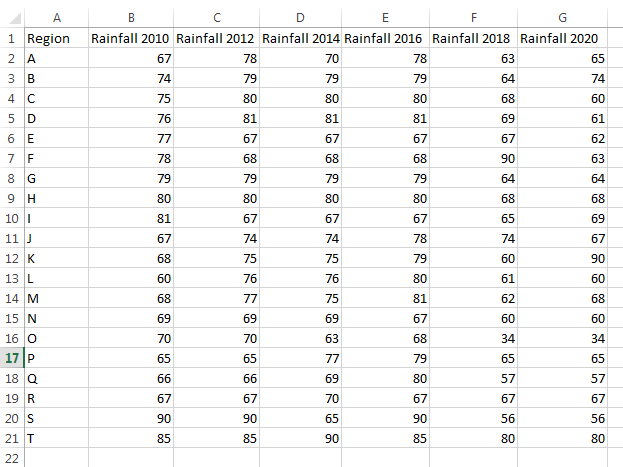 A B C D E F G
1 Region Rainfall 2010 Rainfall 2012 Rainfall 2014 Rainfall 2016 Rainfall 2018 Rainfall 2020
2 A 67 78 70 78 63 65
3 B 74 79 79 79 64 74
4 C 75 80 80 80 68 60
5 D 76 81 81 81 69 61
6 E 77 67 67 67 67 62
7 F 78 68 68 68 90 63
8 G 79 79 79 79 64 64
9 H 80 80 80 80 68 68
10 I 81 67 67 67 65 69
11 J 67 74 74 78 74 67
12 K 68 75 75 79 60 90
13 L 60 76 76 80 61 60
14 M 68 77 75 81 62 68
15 N 69 69 69 67 60 60
16 O 70 70 63 68 34 34
17 P 65 65 77 79 65 65
18 Q 66 66 69 80 57 57
19 R 67 67 70 67 67 67
20 S 90 90 65 90 56 56
21 T 85 85 90 85 80 80
22